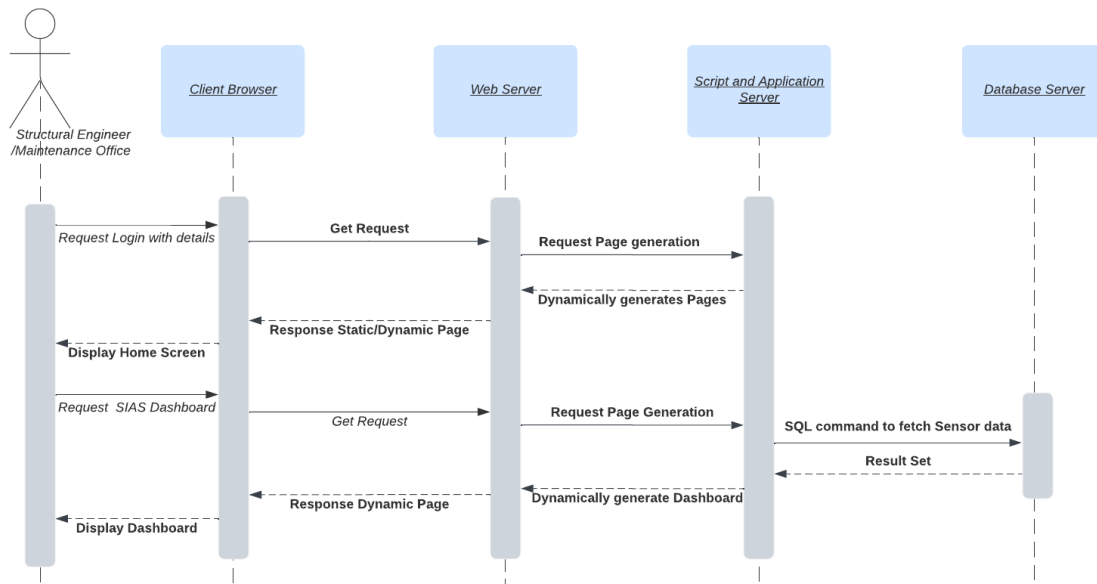 Client Browser
Web Server
Script and Application
Server
Database Server
Structural Engineer
/Maintenance Office
Request Login with details
Get Request
Request Page generation
Dynamically generates Pages
Response Static/Dynamic Page
Display Home Screen
Request SIAS Dashboard
Get Request
Request Page Generation
SQL command to fetch Sensor data
Result Set
Dynamically generate Dashboard
Response Dynamic Page
Display Dashboard